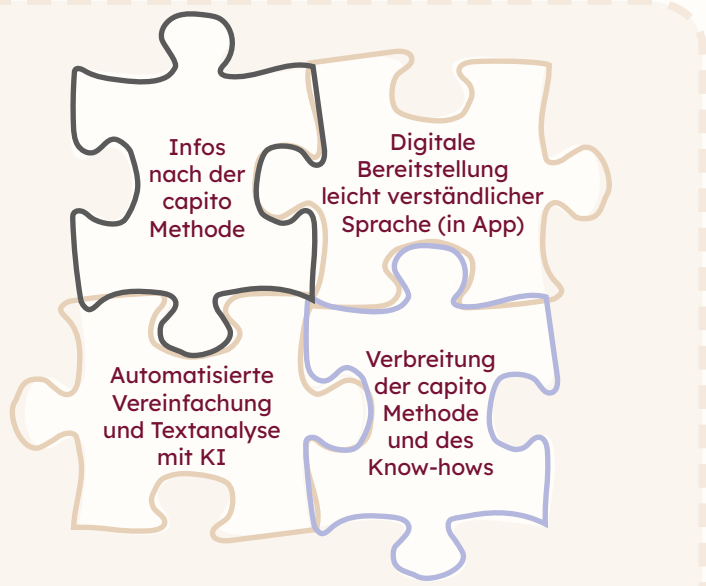 Infos
nach der
capito
Methode
Digitale
Bereitstellung
leicht verständlicher
Sprache (in App)
Automatisierte
Vereinfachung
und Textanalyse
mit KI
Verbreitung
der capito
Methode
und des
Know-hows